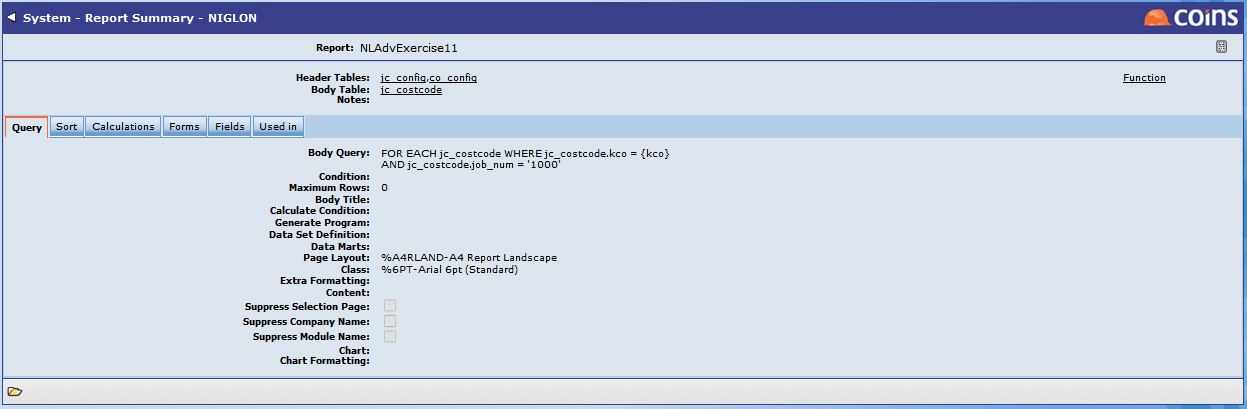 System - Report Summary - NIGLON
coins
Report: NLAdvExercise11
Header Tables: jc_config,co_config Function
Body Table: jc_costcode
Notes:
Query Sort Calculations Forms Fields Used in
Body Query: FOR EACH jc_costcode WHERE jc_costcode.kco = {kco}
AND jc_costcode.job_num = '1000'
Condition:
Maximum Rows: 0
Body Title:
Calculate Condition:
Generate Program:
Data Set Definition:
Data Marts:
Page Layout: %A4RLAND-A4 Report Landscape
Class: %6PT-Arial 6pt (Standard)
Extra Formatting:
Content:
Suppress Selection Page:
Suppress Company Name:
Suppress Module Name:
Chart:
Chart Formatting: